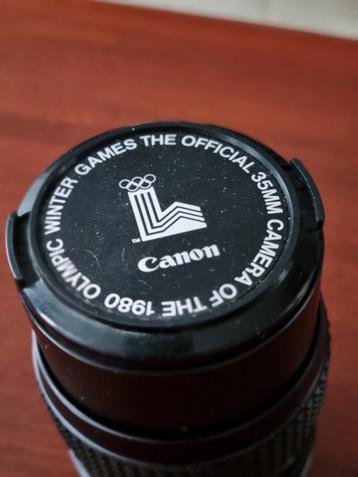 THE OFFICIAL 35MM CAMERA OF THE 1980 OLYMPIC WINTER GAMES
TM
Canon